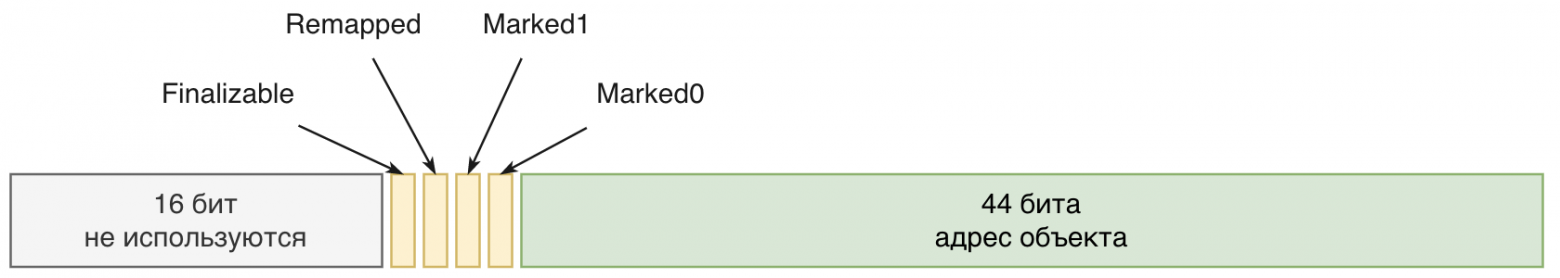 Remapped
Marked1
Finalizable
Marked0
16 бит
не используются
44 бита
адрес объекта